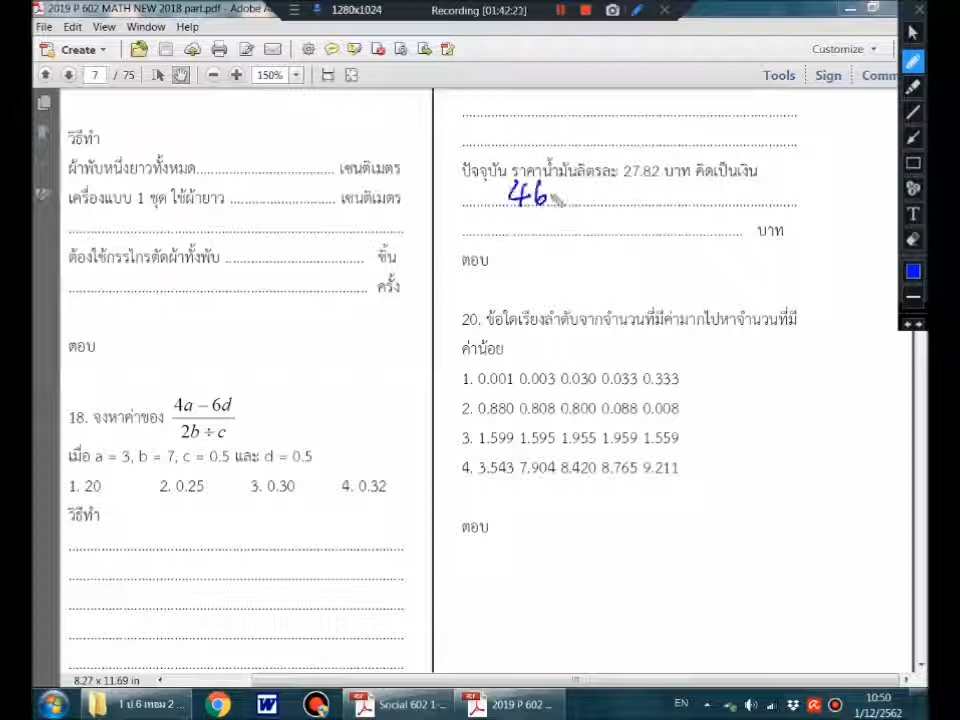 2019 P 602 MATH NEW 2018 part.pdf - Adobe A
1280x1024
Recording [01:42:23]
File Edit View Window Help
Create
Customize
7 / 75
150%
Tools Sign Comm
วิธีทำ
ผ้าพับหนึ่งยาวทั้งหมด................................. เซนติเมตร
เครื่องแบบ 1 ชุด ใช้ผ้ายาว ......................... เซนติเมตร
ต้องใช้กรรไกรตัดผ้าทั้งพับ ................................. ชิ้น
ครั้ง
ตอบ
18. จงหาค่าของ 4a – 6d
2b ÷ c
เมื่อ a = 3, b = 7, c = 0.5 และ d = 0.5
1. 20 2. 0.25 3. 0.30 4. 0.32
วิธีทำ
ปัจจุบัน ราคาน้ำมันลิตรละ 27.82 บาท คิดเป็นเงิน
46
บาท
ตอบ
20. ข้อใดเรียงลำดับจากจำนวนที่มีค่ามากไปหาจำนวนที่มี
ค่าน้อย
1. 0.001 0.003 0.030 0.033 0.333
2. 0.880 0.808 0.800 0.088 0.008
3. 1.599 1.595 1.955 1.959 1.559
4. 3.543 7.904 8.420 8.765 9.211
ตอบ
8.27 x 11.69 in
1 ป.6 เทอม 2 ...
Social 602 1-...
2019 P 602 ...
EN
10:50
1/12/2562